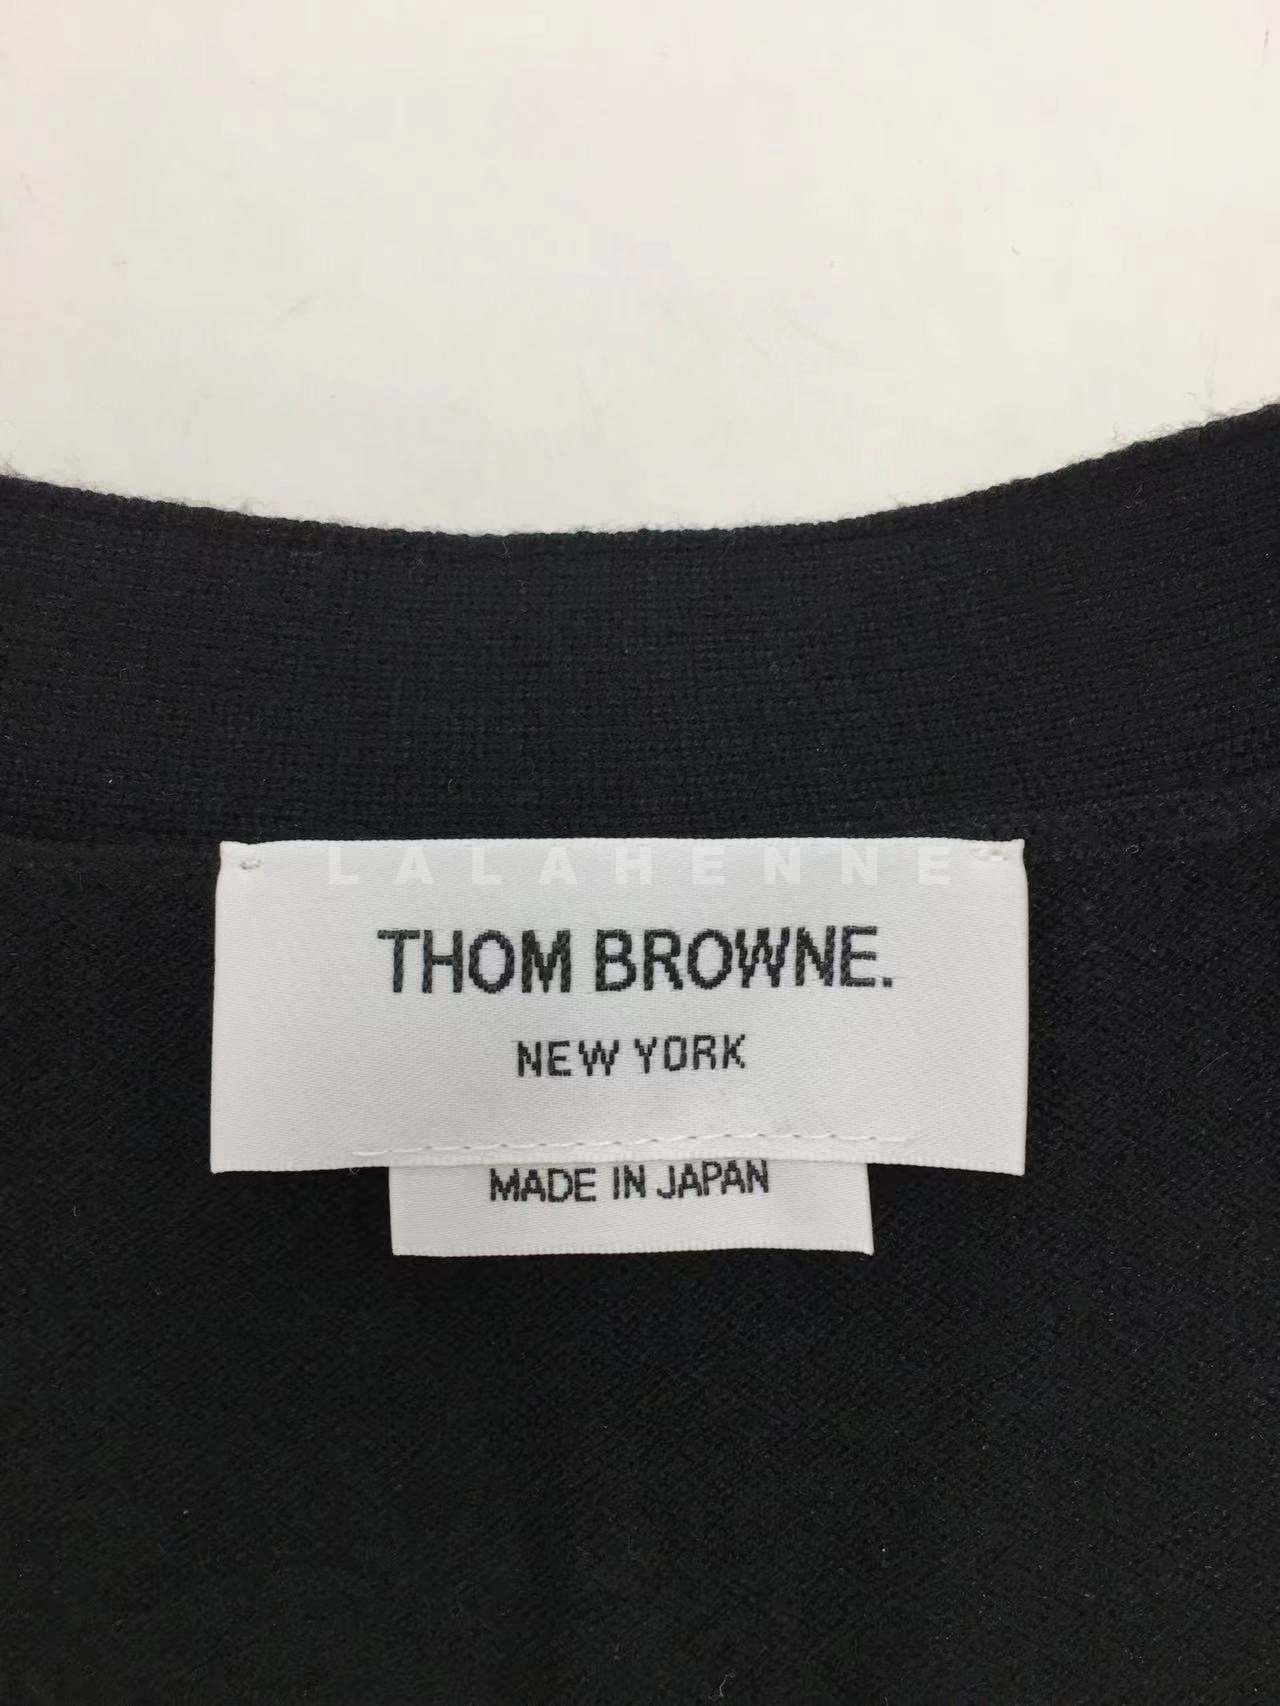 LALAHENNE
THOM BROWNE.
NEW YORK
MADE IN JAPAN